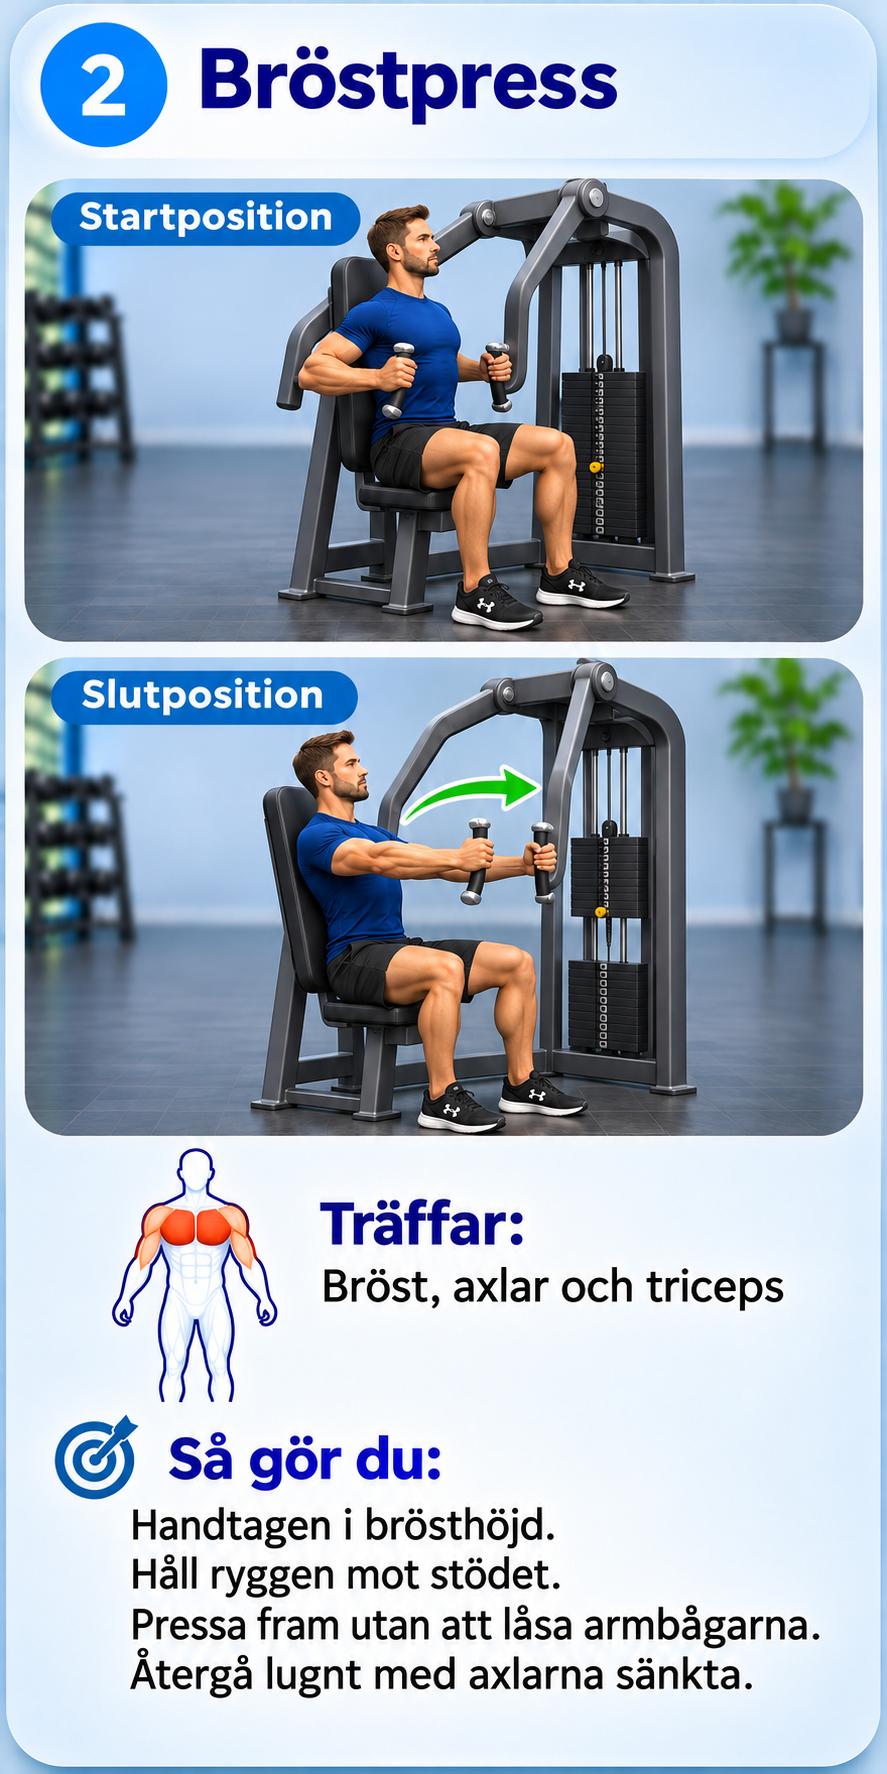 2
Bröstpress
Startposition
Slutposition
Träffar:
Bröst, axlar och triceps
Så gör du:
Handtagen i brösthöjd.
Håll ryggen mot stödet.
Pressa fram utan att låsa armbågarna.
Återgå lugnt med axlarna sänkta.